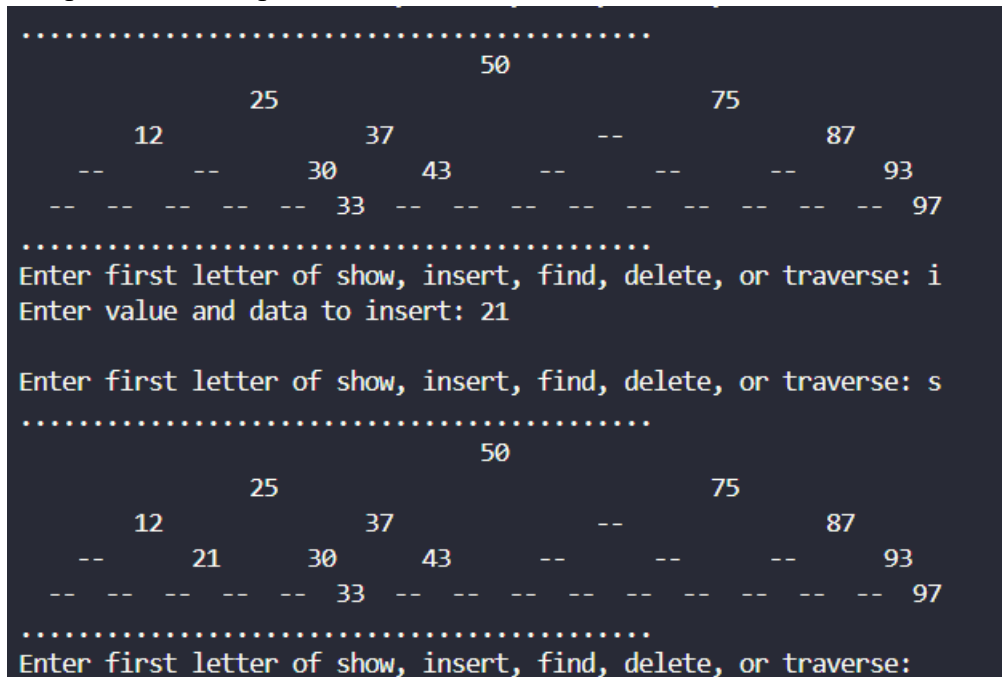 ............................................
50
25 75
12 37 -- 87
-- -- 30 43 -- -- -- 93
-- -- -- -- -- 33 -- -- -- -- -- -- -- -- -- 97
............................................
Enter first letter of show, insert, find, delete, or traverse: i
Enter value and data to insert: 21
Enter first letter of show, insert, find, delete, or traverse: s
............................................
50
25 75
12 37 -- 87
-- 21 30 43 -- -- -- 93
-- -- -- -- -- 33 -- -- -- -- -- -- -- -- -- 97
............................................
Enter first letter of show, insert, find, delete, or traverse: